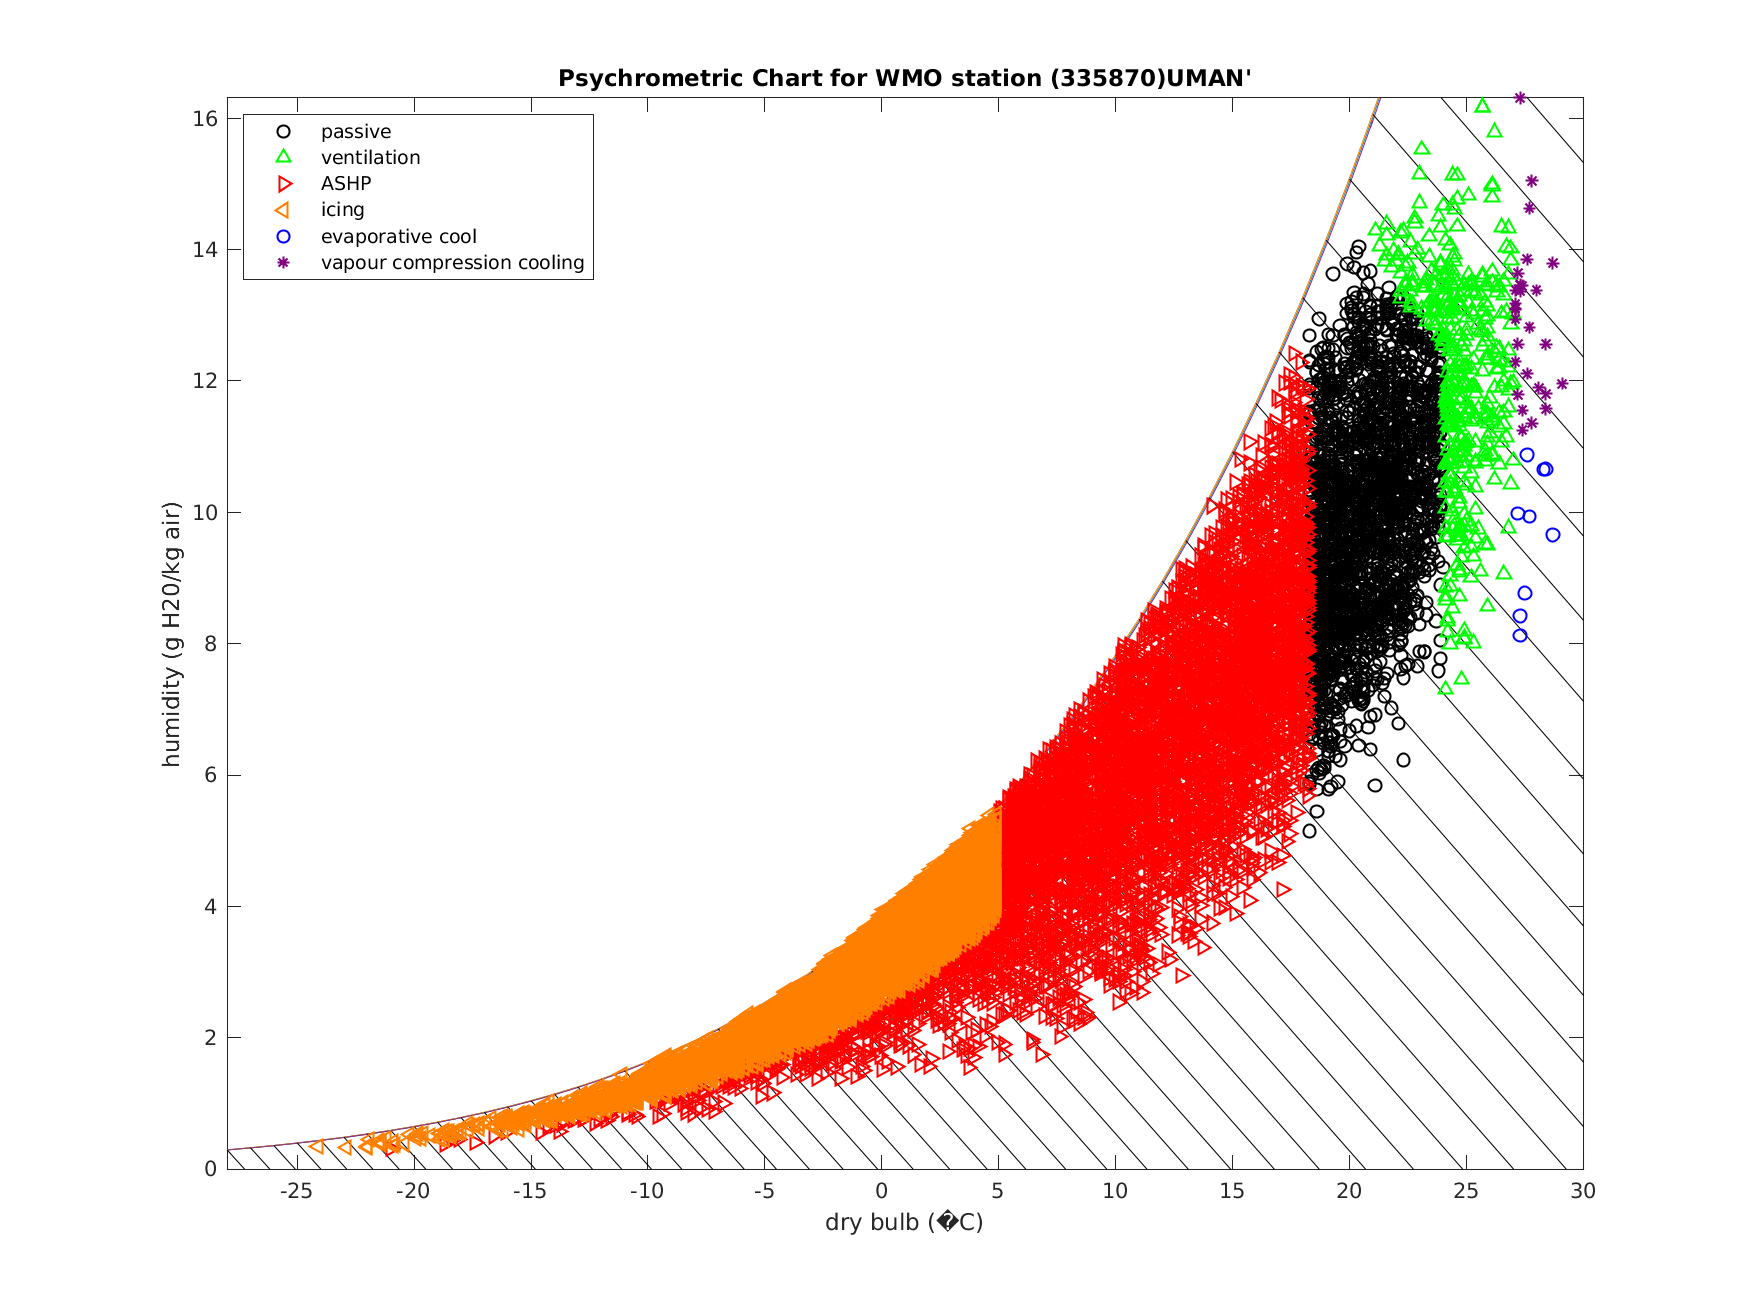 Psychrometric Chart for WMO station (335870)UMAN'
passive
ventilation
ASHP
icing
evaporative cool
vapour compression cooling
humidity (g H20/kg air)
16
14
12
10
8
6
4
2
0
-25 -20 -15 -10 -5 0 5 10 15 20 25 30
dry bulb (�C)